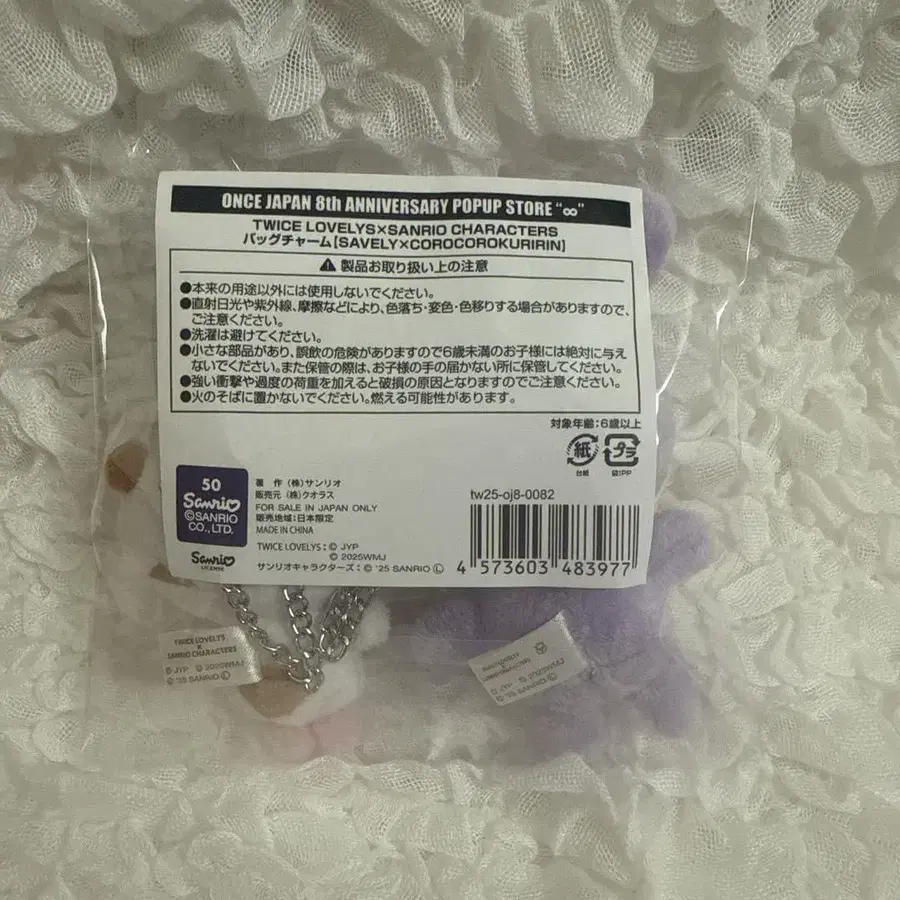 ONCE JAPAN 8th ANNIVERSARY POPUP STORE "∞"
TWICE LOVELYS×SANRIO CHARACTERS
バッグチャーム【SAVELY×COROCOROKURIRIN】
⚠ 製品お取り扱い上の注意
●本来の用途以外には使用しないでください。
●直射日光や紫外線、摩擦などにより、色落ち・変色・色移りする場合がありますので、
ご注意ください。
●洗濯は避けてください。
●小さな部品があり、誤飲の危険がありますので6歳未満のお子様には絶対に与え
ないでください。また保管の際は、お子様の手の届かない所に保管してください。
●強い衝撃や過度の荷重を加えると破損の原因となりますのでご注意ください。
●火のそばに置かないでください。燃える可能性があります。
対象年齢:6歳以上
紙
台紙
プラ
袋:PP
50
Sanrio
©SANRIO
CO.,LTD.
Sanrio
LICENSE
著 作 (株)サンリオ
販売元 (株)クオラス
FOR SALE IN JAPAN ONLY
販売地域:日本限定
MADE IN CHINA
TWICE LOVELYS:© JYP
© 2025WMJ
サンリオキャラクターズ:© '25 SANRIO Ⓛ
tw25-oj8-0082
4 573603 483977
TWICE LOVELYS
×
SANRIO CHARACTERS
© JYP © 2025WMJ
© '25 SANRIO Ⓛ